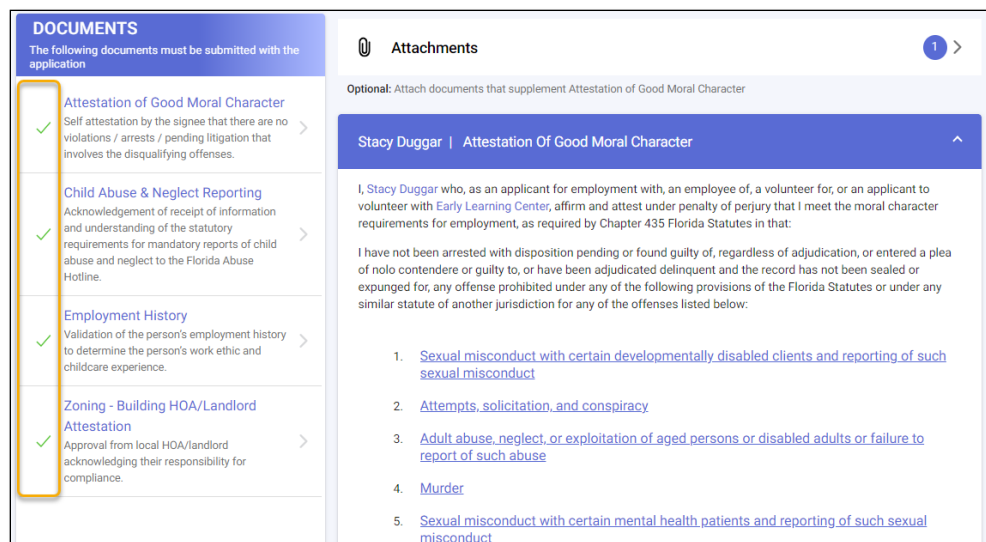 DOCUMENTS
The following documents must be submitted with the
application
Attestation of Good Moral Character
Self attestation by the signee that there are no
violations / arrests / pending litigation that
involves the disqualifying offenses.
Child Abuse & Neglect Reporting
Acknowledgement of receipt of information
and understanding of the statutory
requirements for mandatory reports of child
abuse and neglect to the Florida Abuse
Hotline.
Employment History
Validation of the person's employment history
to determine the person's work ethic and
childcare experience.
Zoning - Building HOA/Landlord
Attestation
Approval from local HOA/landlord
acknowledging their responsibility for
compliance.
Attachments
1
Optional: Attach documents that supplement Attestation of Good Moral Character
Stacy Duggar | Attestation Of Good Moral Character
I, Stacy Duggar who, as an applicant for employment with, an employee of, a volunteer for, or an applicant to
volunteer with Early Learning Center, affirm and attest under penalty of perjury that I meet the moral character
requirements for employment, as required by Chapter 435 Florida Statutes in that:
I have not been arrested with disposition pending or found guilty of, regardless of adjudication, or entered a plea
of nolo contendere or guilty to, or have been adjudicated delinquent and the record has not been sealed or
expunged for, any offense prohibited under any of the following provisions of the Florida Statutes or under any
similar statute of another jurisdiction for any of the offenses listed below:
1. Sexual misconduct with certain developmentally disabled clients and reporting of such
sexual misconduct
2. Attempts, solicitation, and conspiracy
3. Adult abuse, neglect, or exploitation of aged persons or disabled adults or failure to
report of such abuse
4. Murder
5. Sexual misconduct with certain mental health patients and reporting of such sexual
misconduct